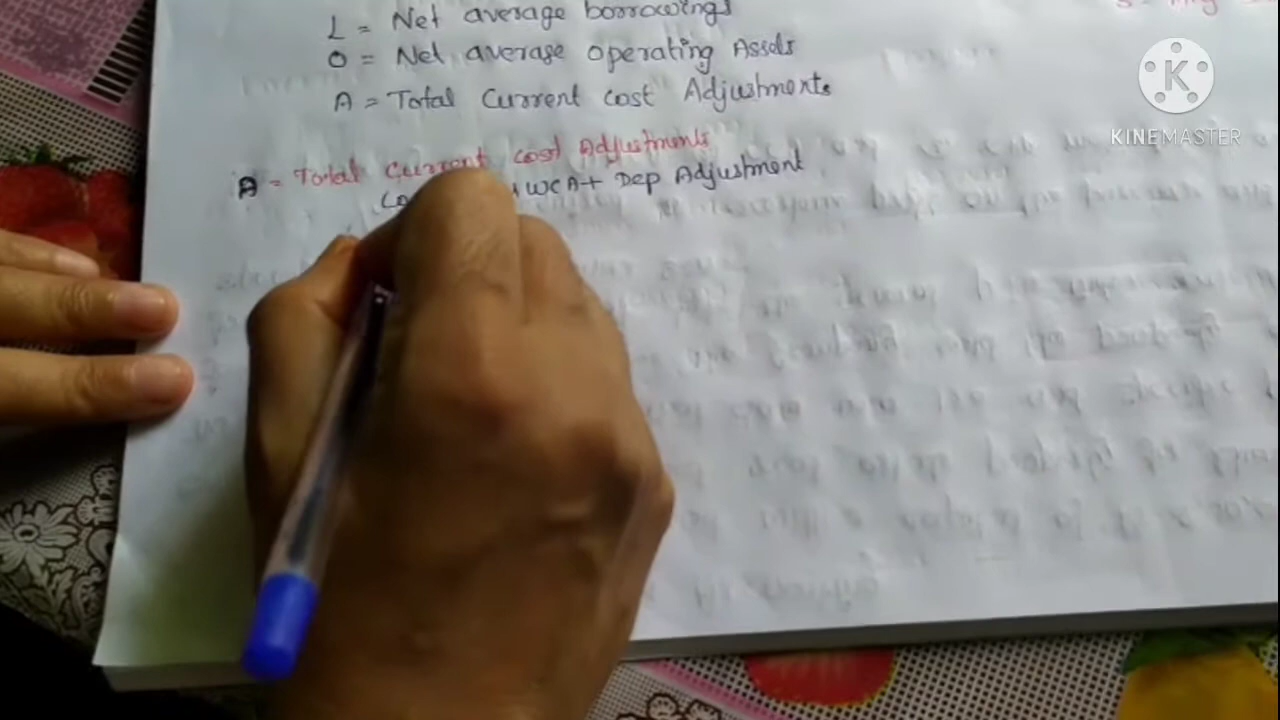 L = Net average borrowings
O = Net average operating Assets
A = Total Current cost Adjustments
KINEMASTER
A = Total Current cost Adjustments
WCA + Dep Adjustment